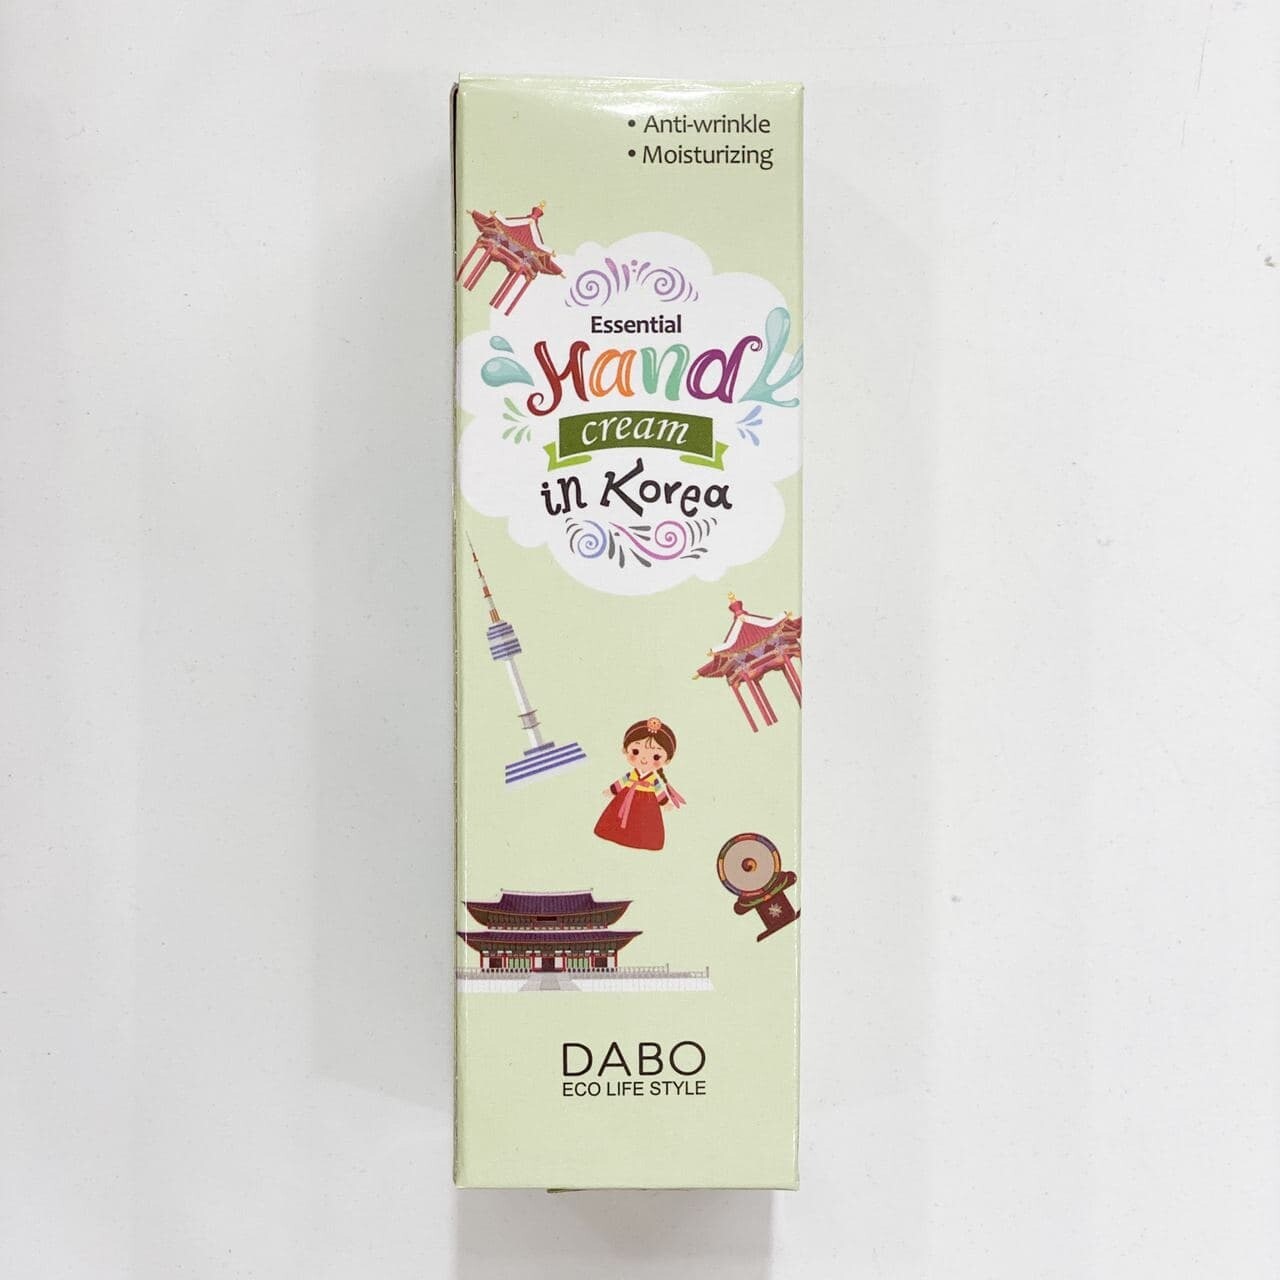 • Anti-wrinkle
• Moisturizing
Essential
Hand
cream
in Korea
DABO
ECO LIFE STYLE